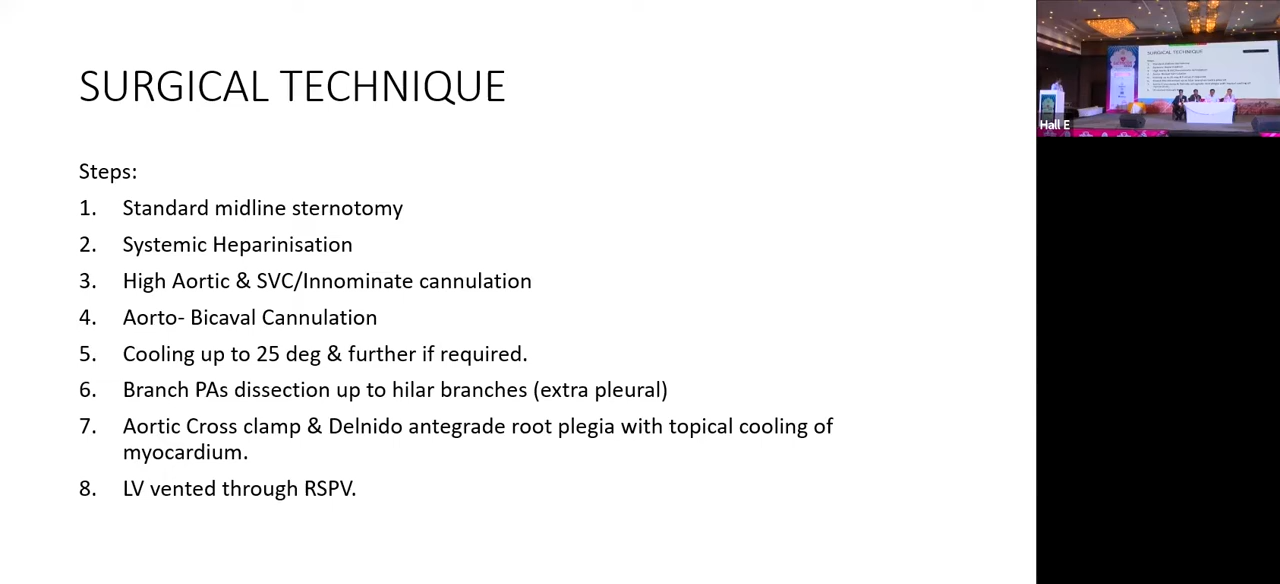 SURGICAL TECHNIQUE
Steps:
1. Standard midline sternotomy
2. Systemic Heparinisation
3. High Aortic & SVC/Innominate cannulation
4. Aorto- Bicaval Cannulation
5. Cooling up to 25 deg & further if required.
6. Branch PAs dissection up to hilar branches (extra pleural)
7. Aortic Cross clamp & Delnido antegrade root plegia with topical cooling of
myocardium.
8. LV vented through RSPV.
SURGICAL TECHNIQUE
Hall E